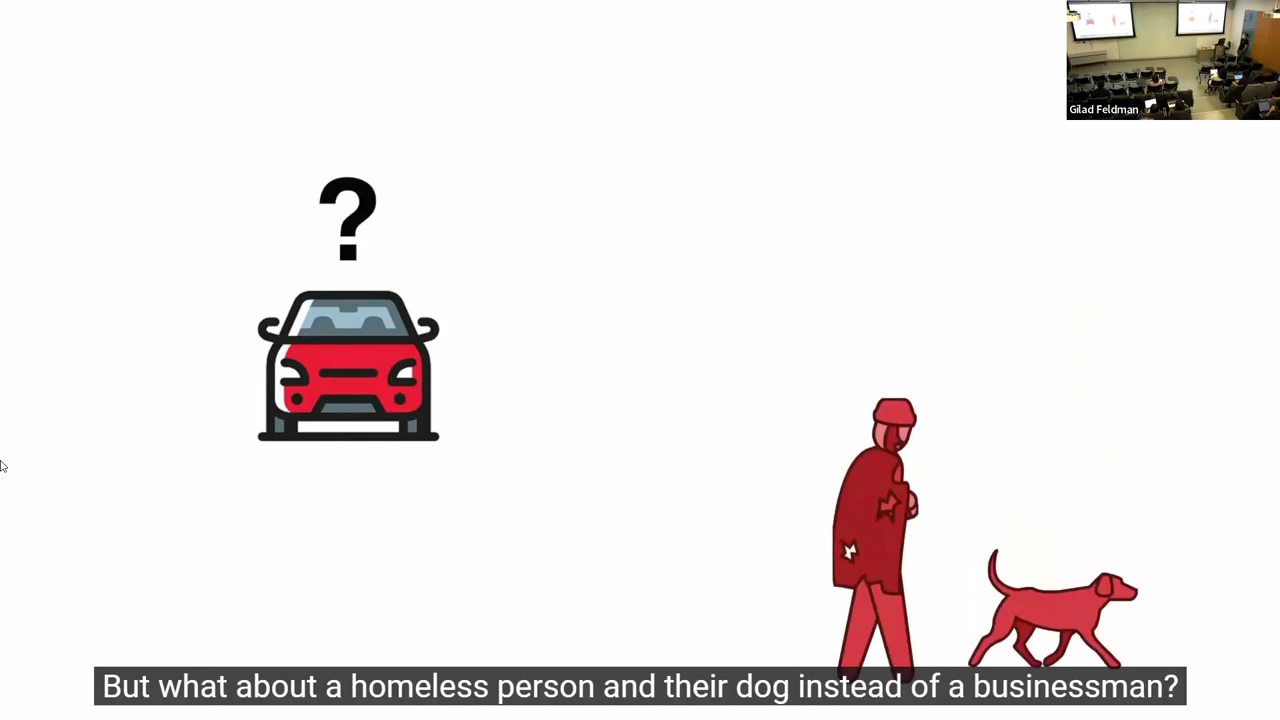 Gilad Feldman
?
But what about a homeless person and their dog instead of a businessman?